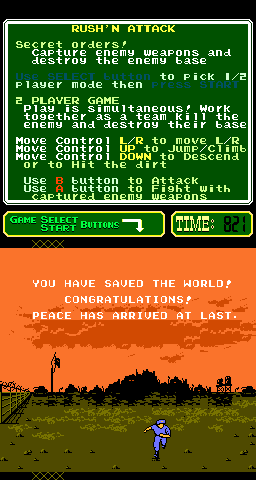 RUSH'N ATTACK
Secret orders!
Capture enemy weapons and
destroy the enemy base
Use SELECT button to pick 1/2
player mode then Press START
2 PLAYER GAME
Play is simultaneous! Work
together as a team Kill the
enemy and destroy their base
Move Control L/R to move L/R
Move Control UP to Jump/Climb
Move Control DOWN to Descend
or to Hit the dirt
Use B button to Attack
Use A button to Fight with
captured enemy weapons
GAME SELECT
START BUTTONS
TIME: 821
YOU HAVE SAVED THE WORLD!
CONGRATULATIONS!
PEACE HAS ARRIVED AT LAST.